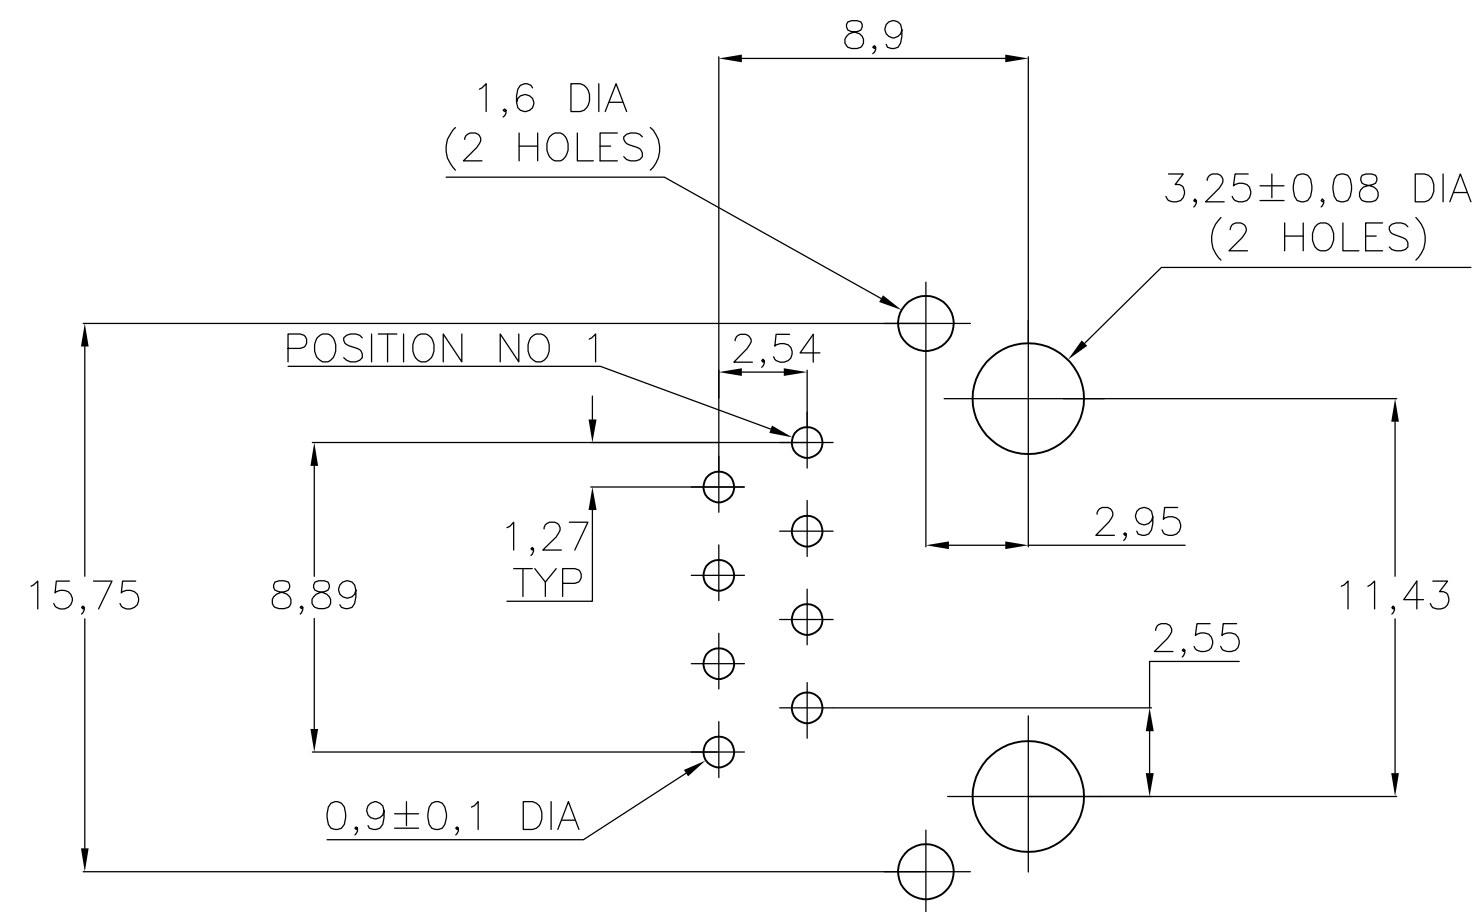 8,9
1,6 DIA
(2 HOLES)
3,25±0,08 DIA
(2 HOLES)
POSITION NO 1
2,54
1,27
TYP
2,95
15,75
8,89
11,43
2,55
0,9±0,1 DIA